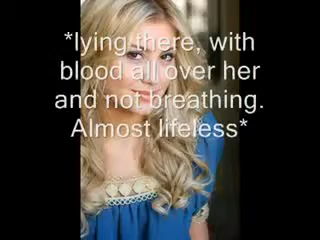 *lying there, with
blood all over her
and not breathing.
Almost lifeless*